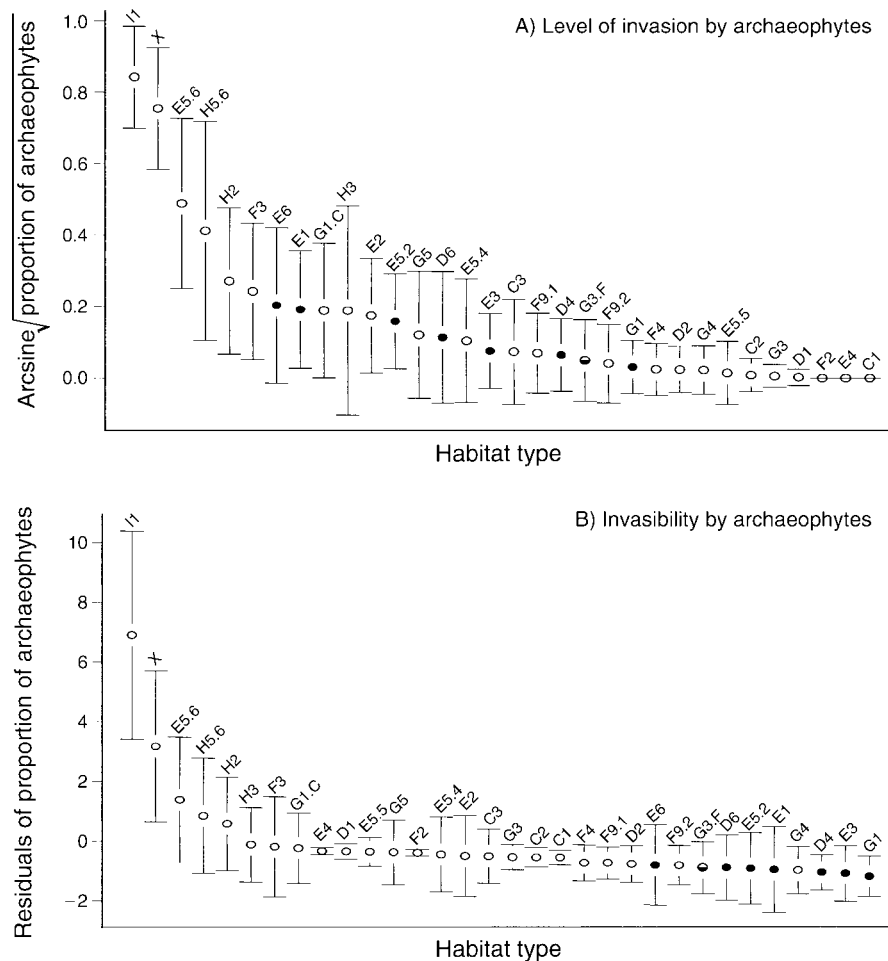 A) Level of invasion by archaeophytes
Arcsine√proportion of archaeophytes
1.0
0.8
0.6
0.4
0.2
0.0
I1
X
E5.6
H5.6
H2
F3
E6
E1
G1.C
H3
E2
E5.2
G5
D6
E5.4
E3
C3
F9.1
D4
G3.F
F9.2
G1
F4
D2
G4
E5.5
C2
G3
D1
F2
E4
C1
Habitat type
B) Invasibility by archaeophytes
Residuals of proportion of archaeophytes
10
8
6
4
2
0
−2
I1
X
E5.6
H5.6
H2
H3
F3
G1.C
E4
D1
E5.5
G5
F2
E5.4
E2
C3
G3
C2
C1
F4
F9.1
D2
E6
F9.2
G3.F
D6
E5.2
E1
G4
D4
E3
G1
Habitat type